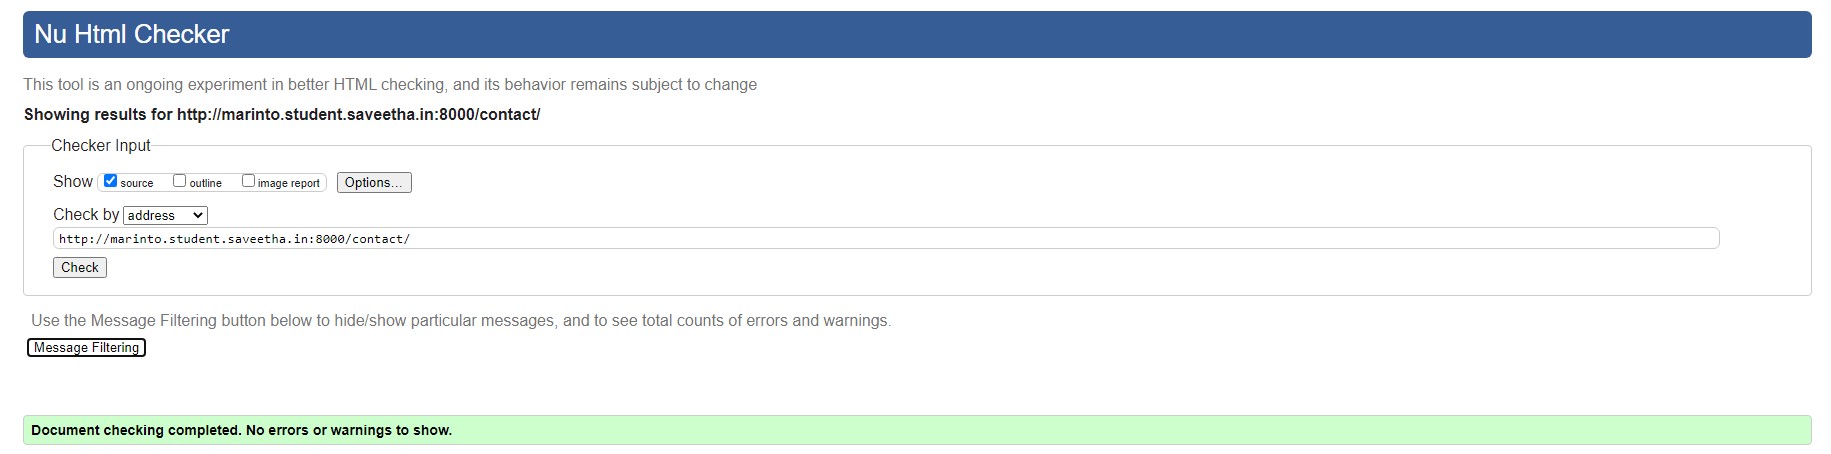 Nu Html Checker
This tool is an ongoing experiment in better HTML checking, and its behavior remains subject to change
Showing results for http://marinto.student.saveetha.in:8000/contact/
Checker Input
Show source outline image report Options...
Check by address
http://marinto.student.saveetha.in:8000/contact/
Check
Use the Message Filtering button below to hide/show particular messages, and to see total counts of errors and warnings.
Message Filtering
Document checking completed. No errors or warnings to show.